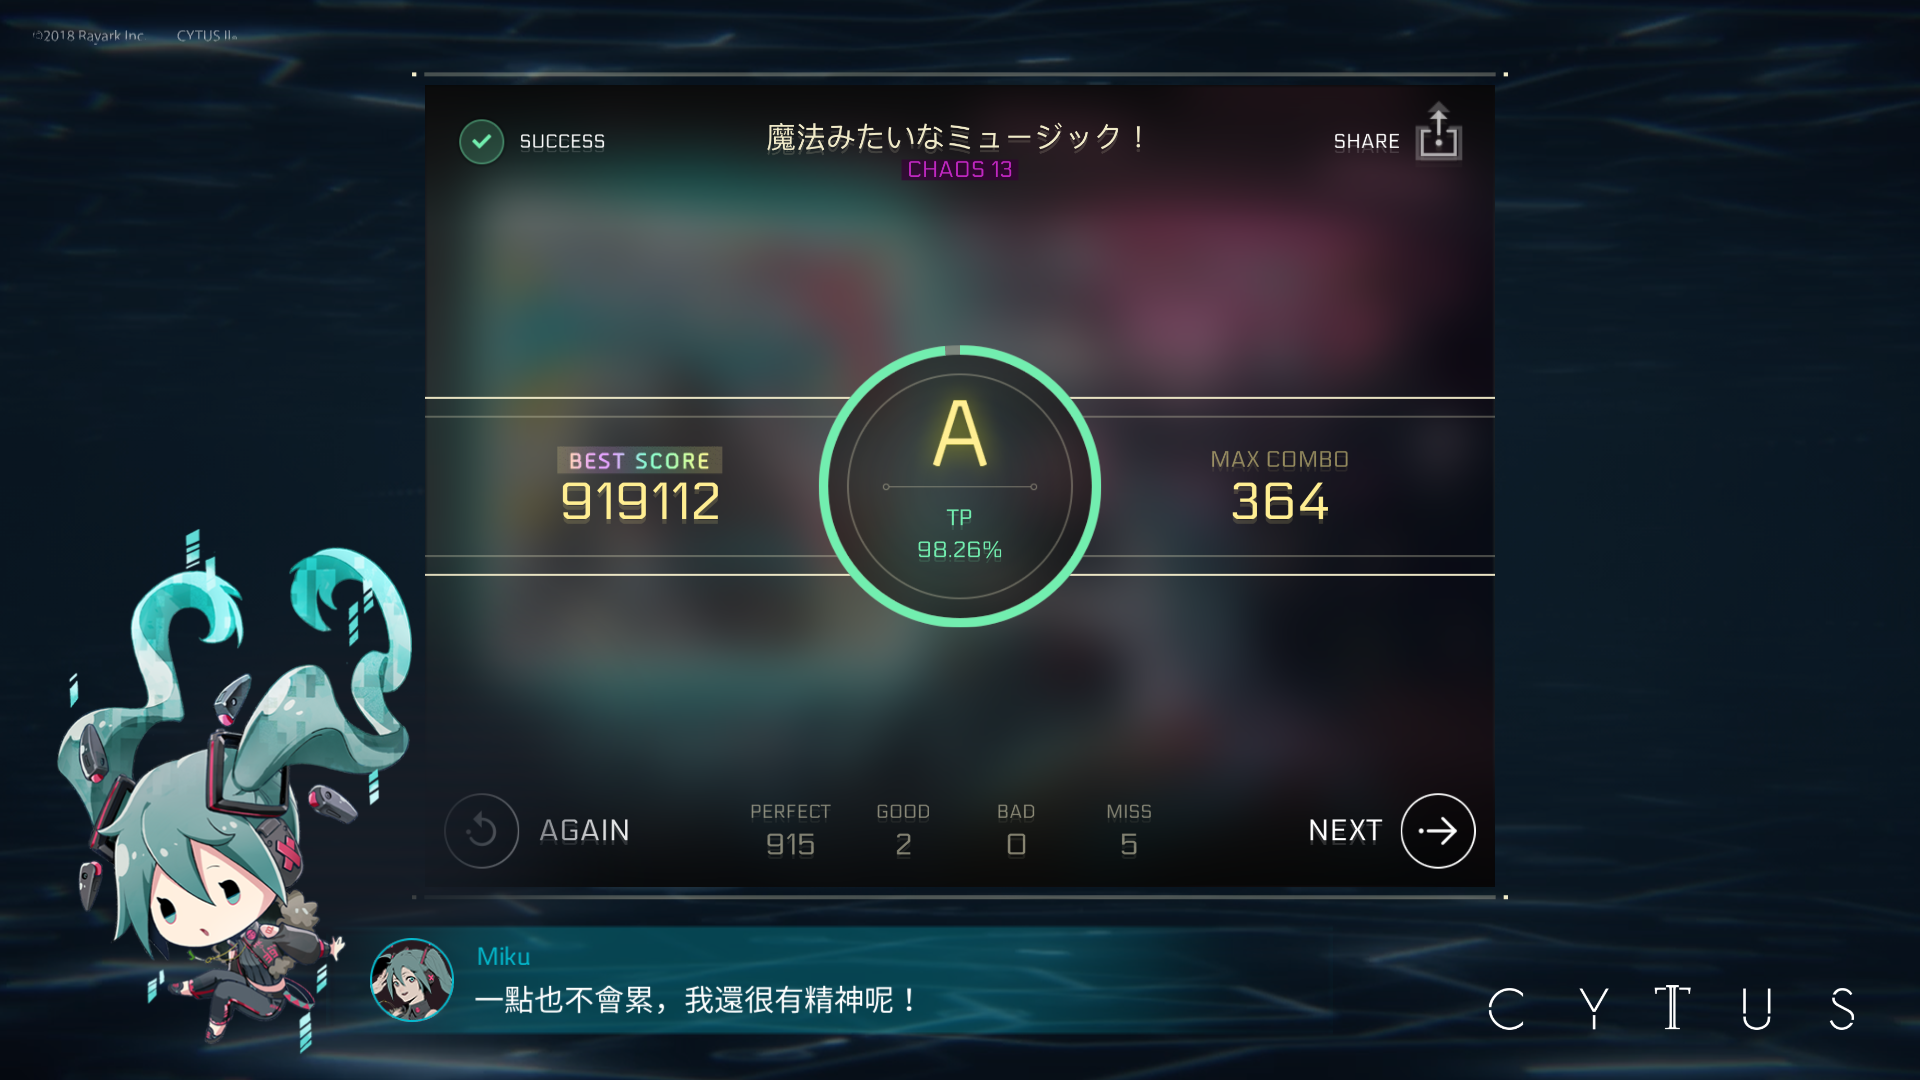 ©2018 Rayark Inc. CYTUS II®
SUCCESS
魔法みたいなミュージック！
CHAOS 13
SHARE
A
BEST SCORE
919112
TP
98.26%
MAX COMBO
364
AGAIN
PERFECT GOOD BAD MISS
915 2 0 5
NEXT
Miku
一點也不會累，我還很有精神呢！
CYTUS